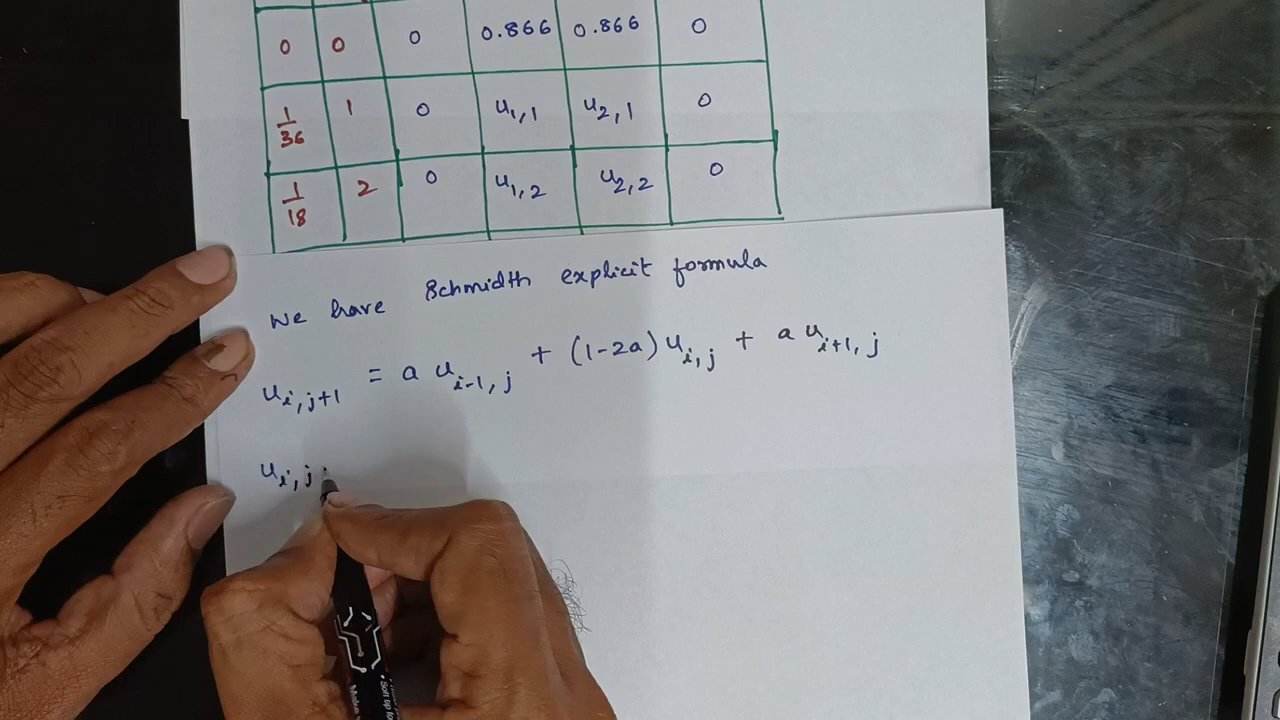 0 0 0 0.866 0.866 0
1/36 1 0 u1,1 u2,1 0
1/18 2 0 u1,2 u2,2 0
We have Schmidth explicit formula
ui,j+1 = a ui-1,j + (1-2a) ui,j + a ui+1,j
ui,j